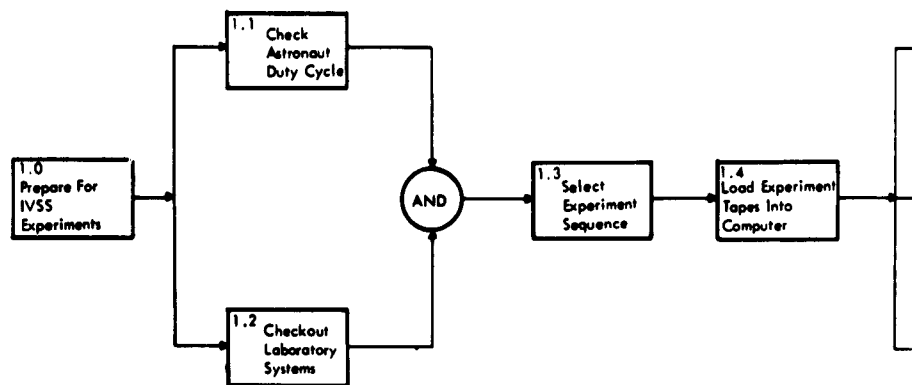 1.1
Check
Astronaut
Duty Cycle
1.0
Prepare For
IVSS
Experiments
AND
1.3
Select
Experiment
Sequence
1.4
Load Experiment
Tapes Into
Computer
1.2
Checkout
Laboratory
Systems